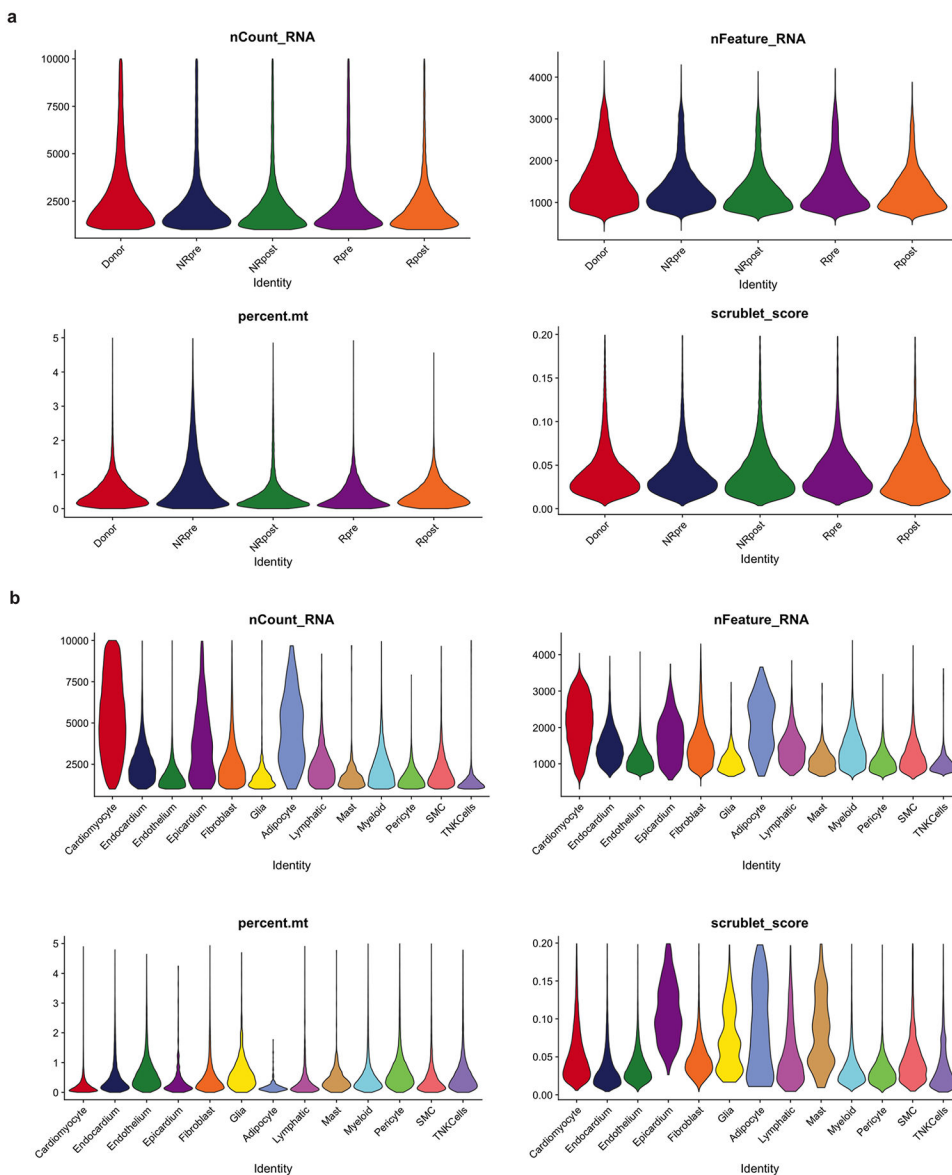 a
nCount_RNA
10000
7500
5000
2500
Donor
NRpre
NRpost
Rpre
Rpost
Identity
nFeature_RNA
4000
3000
2000
1000
Donor
NRpre
NRpost
Rpre
Rpost
Identity
percent.mt
5
4
3
2
1
0
Donor
NRpre
NRpost
Rpre
Rpost
Identity
scrublet_score
0.20
0.15
0.10
0.05
0.00
Donor
NRpre
NRpost
Rpre
Rpost
Identity
b
nCount_RNA
10000
7500
5000
2500
Cardiomyocyte
Endocardium
Endothelium
Epicardium
Fibroblast
Glia
Adipocyte
Lymphatic
Mast
Myeloid
Pericyte
SMC
TNKCells
Identity
nFeature_RNA
4000
3000
2000
1000
Cardiomyocyte
Endocardium
Endothelium
Epicardium
Fibroblast
Glia
Adipocyte
Lymphatic
Mast
Myeloid
Pericyte
SMC
TNKCells
Identity
percent.mt
5
4
3
2
1
0
Cardiomyocyte
Endocardium
Endothelium
Epicardium
Fibroblast
Glia
Adipocyte
Lymphatic
Mast
Myeloid
Pericyte
SMC
TNKCells
Identity
scrublet_score
0.20
0.15
0.10
0.05
0.00
Cardiomyocyte
Endocardium
Endothelium
Epicardium
Fibroblast
Glia
Adipocyte
Lymphatic
Mast
Myeloid
Pericyte
SMC
TNKCells
Identity